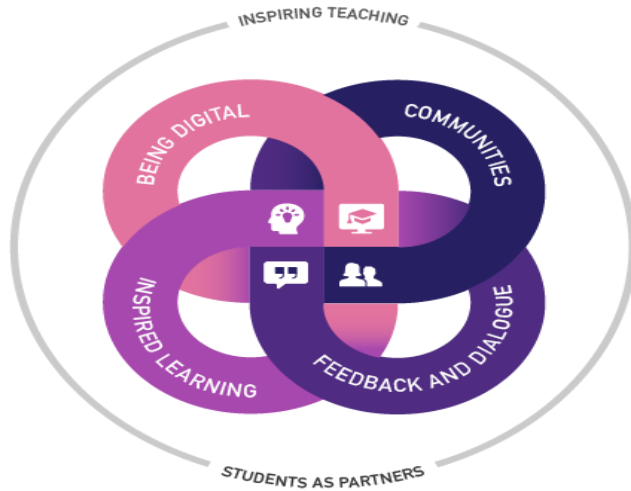 INSPIRING TEACHING
BEING DIGITAL
COMMUNITIES
INSPIRED LEARNING
FEEDBACK AND DIALOGUE
STUDENTS AS PARTNERS